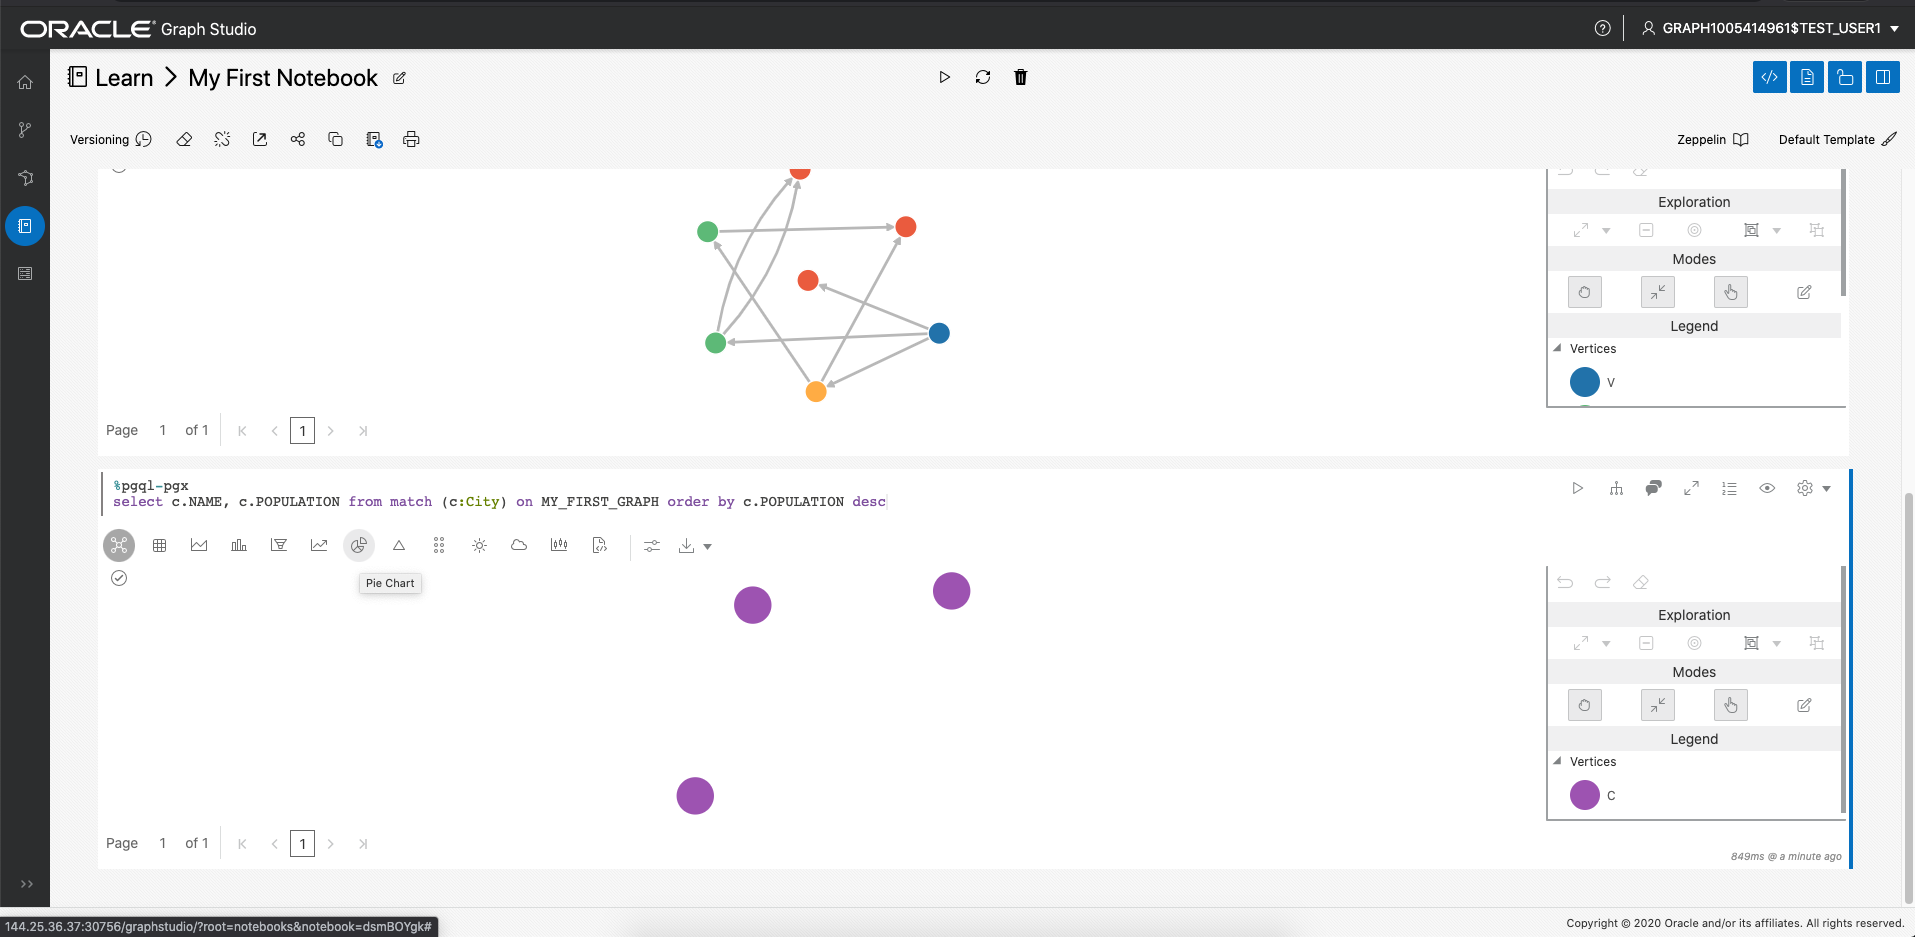 ORACLE® Graph Studio
GRAPH1005414961$TEST_USER1
Learn > My First Notebook
Versioning
Zeppelin
Default Template
Exploration
Modes
Legend
Vertices
V
Page 1 of 1 1
%pgql-pgx
select c.NAME, c.POPULATION from match (c:City) on MY_FIRST_GRAPH order by c.POPULATION desc
Pie Chart
Exploration
Modes
Legend
Vertices
C
Page 1 of 1 1
849ms @ a minute ago
144.25.36.37:30756/graphstudio/?root=notebooks&notebook=dsmBOYgk#
Copyright © 2020 Oracle and/or its affiliates. All rights reserved.